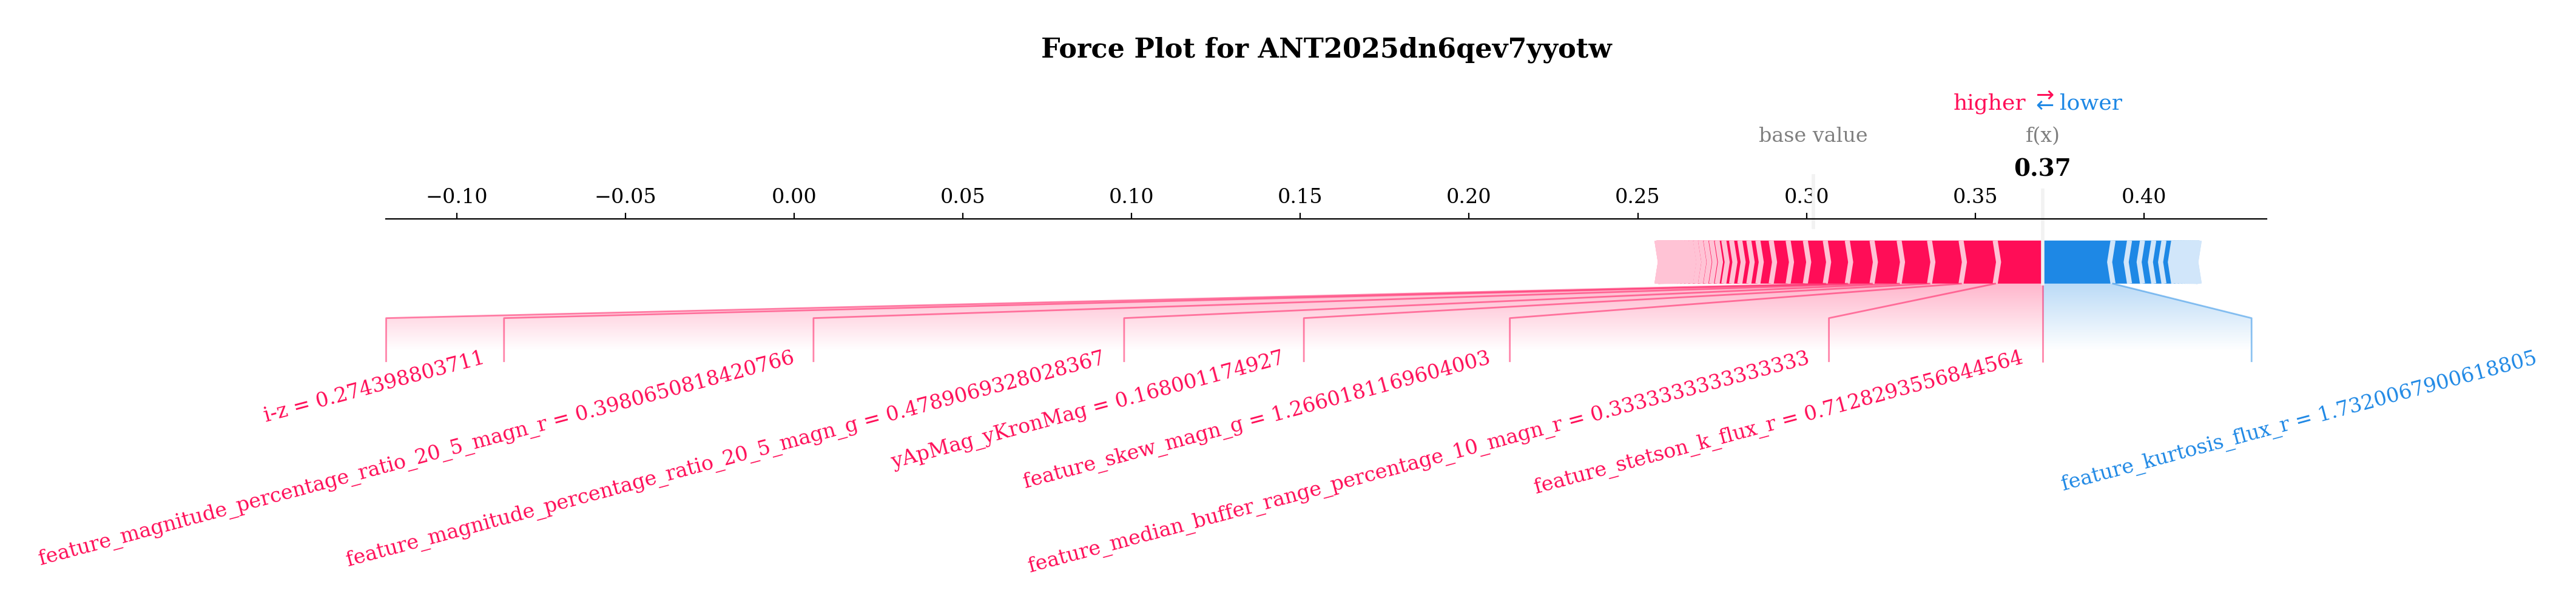 Force Plot for ANT2025dn6qev7yyotw
higher ⇄ lower
base value f(x)
0.37
−0.10 −0.05 0.00 0.05 0.10 0.15 0.20 0.25 0.30 0.35 0.40
i-z = 0.274398803711
feature_magnitude_percentage_ratio_20_5_magn_r = 0.3980650818420766
feature_magnitude_percentage_ratio_20_5_magn_g = 0.4789069328028367
yApMag_yKronMag = 0.168001174927
feature_skew_magn_g = 1.2660181169604003
feature_median_buffer_range_percentage_10_magn_r = 0.3333333333333333
feature_stetson_k_flux_r = 0.7128293556844564
feature_kurtosis_flux_r = 1.7320067900618805